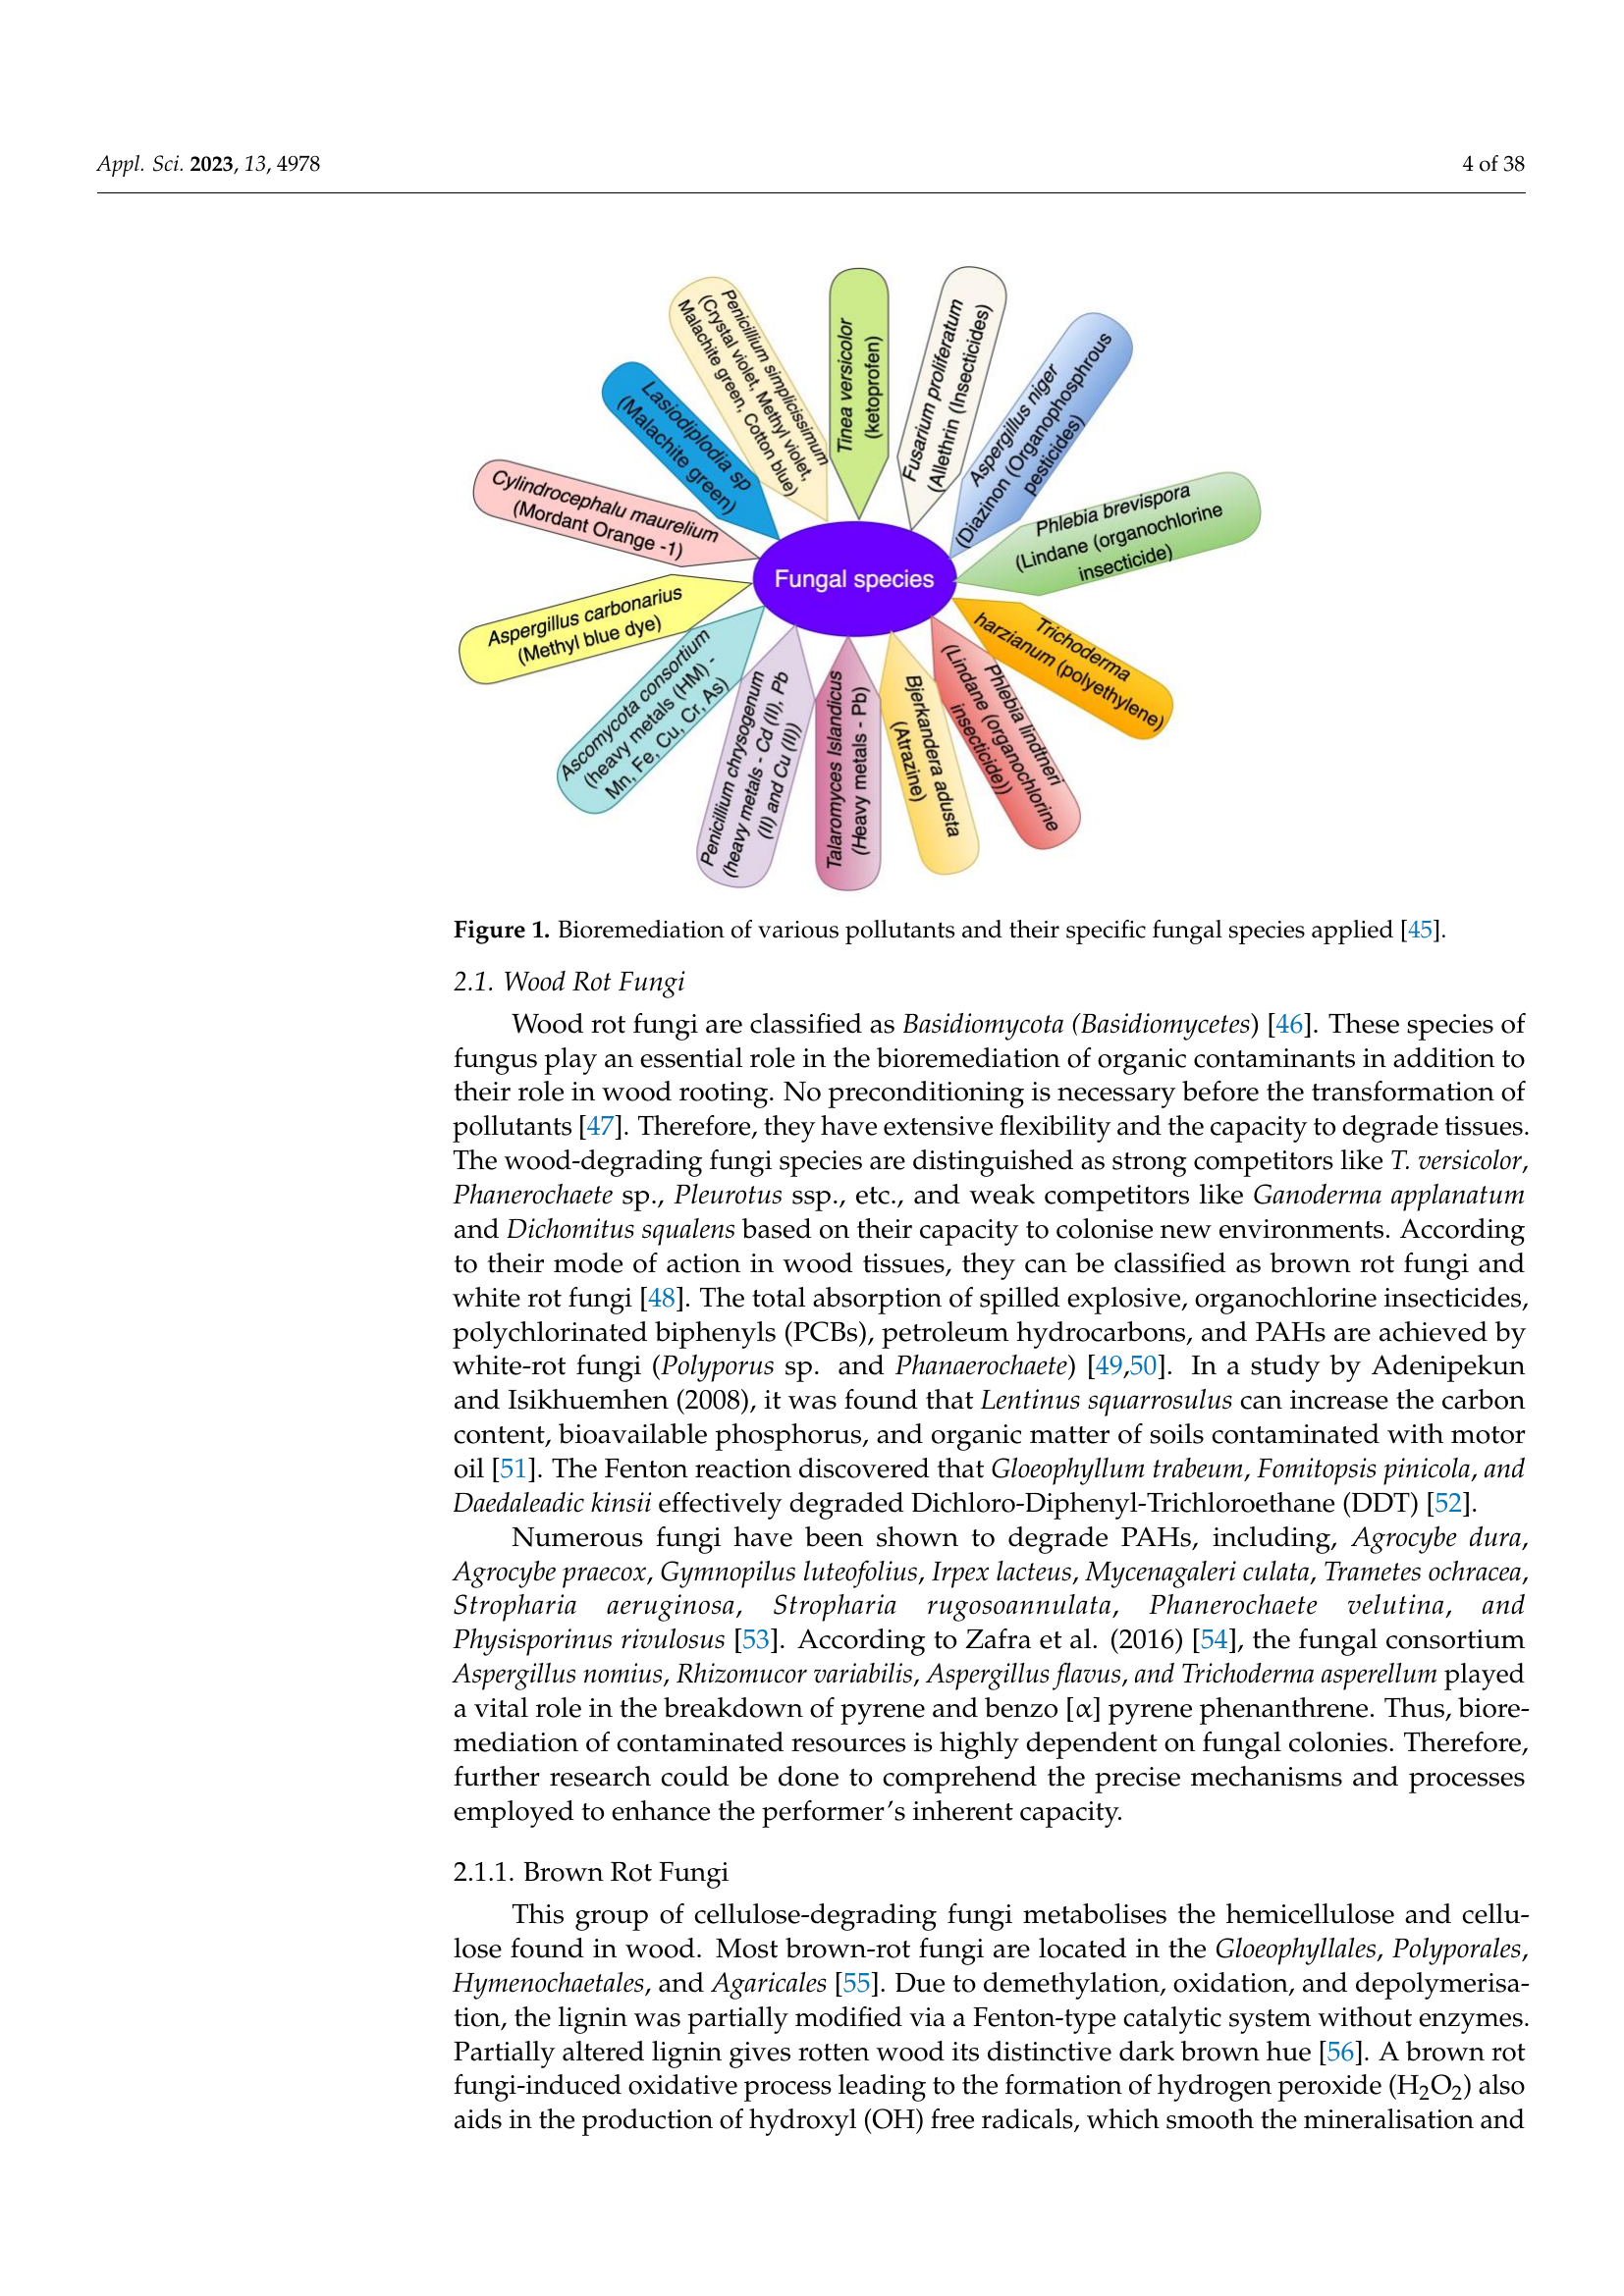 Appl. Sci. 2023, 13, 4978
4 of 38
Tinea versicolor
(ketoprofen)
Fusarium proliferatum
(Allethrin (Insecticides)
Aspergillus niger
(Diazinon (Organophosphrous
pesticides)
Phlebia brevispora
(Lindane (organochlorine
insecticide)
Trichoderma
harzianum (polyethylene)
Phlebia lindtneri
(Lindane (organochlorine
insecticide))
Bjerkandera adusta
(Atrazine)
Talaromyces Islandicus
(Heavy metals - Pb)
Penicillium chrysogenum
(heavy metals - Cd (II), Pb
(II) and Cu (II))
Ascomycota consortium
(heavy metals (HM) -
Mn, Fe, Cu, Cr, As)
Aspergillus carbonarius
(Methyl blue dye)
Cylindrocephalu maurelium
(Mordant Orange -1)
Lasiodiplodia sp
(Malachite green)
Penicillium simplicissimum
(Crystal violet, Methyl violet,
Malachite green, Cotton blue)
Fungal species
Figure 1. Bioremediation of various pollutants and their specific fungal species applied [45].
2.1. Wood Rot Fungi
Wood rot fungi are classified as Basidiomycota (Basidiomycetes) [46]. These species of
fungus play an essential role in the bioremediation of organic contaminants in addition to
their role in wood rooting. No preconditioning is necessary before the transformation of
pollutants [47]. Therefore, they have extensive flexibility and the capacity to degrade tissues.
The wood-degrading fungi species are distinguished as strong competitors like T. versicolor,
Phanerochaete sp., Pleurotus ssp., etc., and weak competitors like Ganoderma applanatum
and Dichomitus squalens based on their capacity to colonise new environments. According
to their mode of action in wood tissues, they can be classified as brown rot fungi and
white rot fungi [48]. The total absorption of spilled explosive, organochlorine insecticides,
polychlorinated biphenyls (PCBs), petroleum hydrocarbons, and PAHs are achieved by
white-rot fungi (Polyporus sp. and Phanaerochaete) [49,50]. In a study by Adenipekun
and Isikhuemhen (2008), it was found that Lentinus squarrosulus can increase the carbon
content, bioavailable phosphorus, and organic matter of soils contaminated with motor
oil [51]. The Fenton reaction discovered that Gloeophyllum trabeum, Fomitopsis pinicola, and
Daedaleadic kinsii effectively degraded Dichloro-Diphenyl-Trichloroethane (DDT) [52].
Numerous fungi have been shown to degrade PAHs, including, Agrocybe dura,
Agrocybe praecox, Gymnopilus luteofolius, Irpex lacteus, Mycenagaleri culata, Trametes ochracea,
Stropharia aeruginosa, Stropharia rugosoannulata, Phanerochaete velutina, and
Physisporinus rivulosus [53]. According to Zafra et al. (2016) [54], the fungal consortium
Aspergillus nomius, Rhizomucor variabilis, Aspergillus flavus, and Trichoderma asperellum played
a vital role in the breakdown of pyrene and benzo [α] pyrene phenanthrene. Thus, biore-
mediation of contaminated resources is highly dependent on fungal colonies. Therefore,
further research could be done to comprehend the precise mechanisms and processes
employed to enhance the performer's inherent capacity.
2.1.1. Brown Rot Fungi
This group of cellulose-degrading fungi metabolises the hemicellulose and cellu-
lose found in wood. Most brown-rot fungi are located in the Gloeophyllales, Polyporales,
Hymenochaetales, and Agaricales [55]. Due to demethylation, oxidation, and depolymerisa-
tion, the lignin was partially modified via a Fenton-type catalytic system without enzymes.
Partially altered lignin gives rotten wood its distinctive dark brown hue [56]. A brown rot
fungi-induced oxidative process leading to the formation of hydrogen peroxide (H₂O₂) also
aids in the production of hydroxyl (OH) free radicals, which smooth the mineralisation and